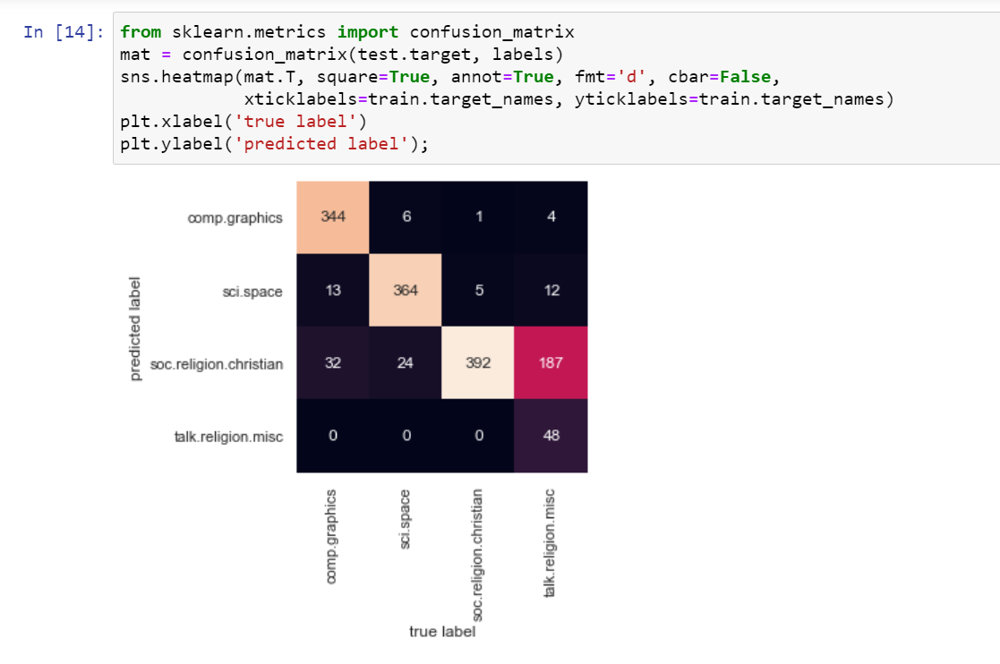 In [14]: from sklearn.metrics import confusion_matrix
mat = confusion_matrix(test.target, labels)
sns.heatmap(mat.T, square=True, annot=True, fmt='d', cbar=False,
            xticklabels=train.target_names, yticklabels=train.target_names)
plt.xlabel('true label')
plt.ylabel('predicted label');
predicted label
comp.graphics 344 6 1 4
sci.space 13 364 5 12
soc.religion.christian 32 24 392 187
talk.religion.misc 0 0 0 48
comp.graphics
sci.space
soc.religion.christian
talk.religion.misc
true label